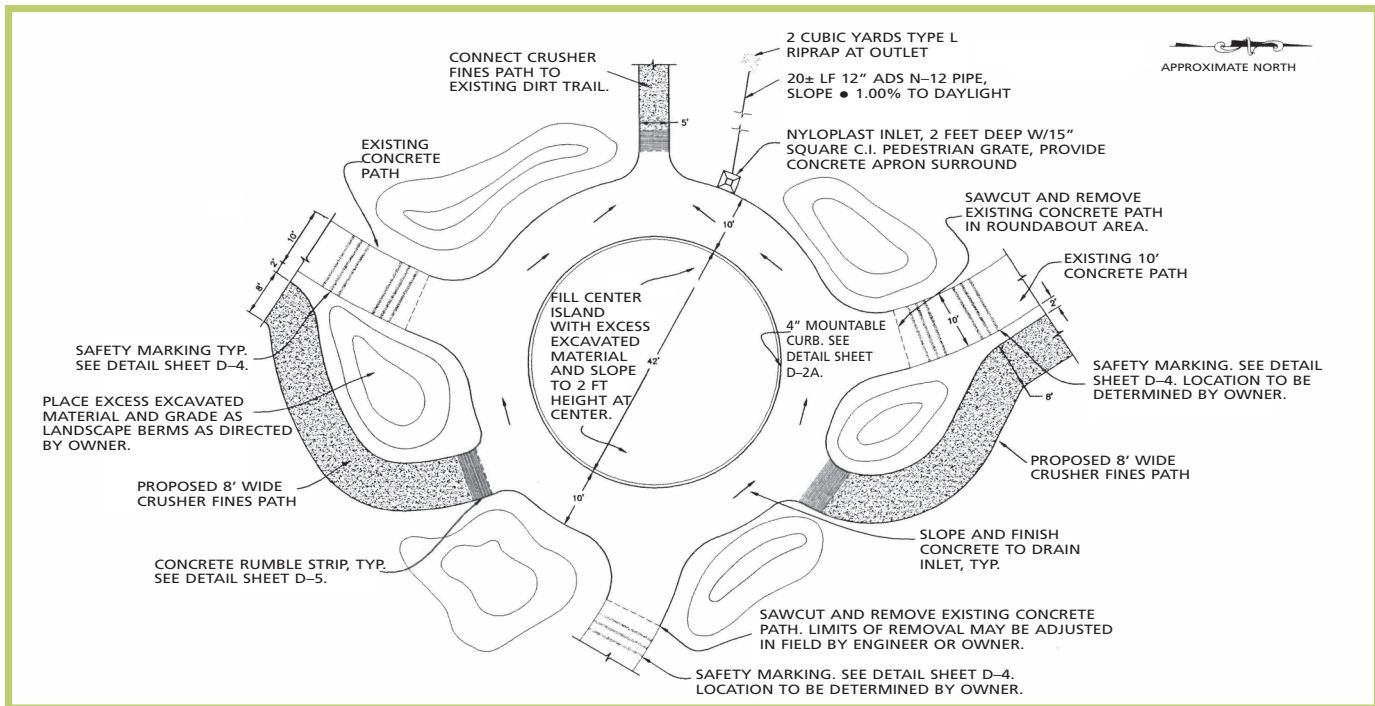 2 CUBIC YARDS TYPE L
RIPRAP AT OUTLET
APPROXIMATE NORTH
CONNECT CRUSHER
FINES PATH TO
EXISTING DIRT TRAIL.
20± LF 12" ADS N–12 PIPE,
SLOPE ● 1.00% TO DAYLIGHT
5'
EXISTING
CONCRETE
PATH
NYLOPLAST INLET, 2 FEET DEEP W/15"
SQUARE C.I. PEDESTRIAN GRATE, PROVIDE
CONCRETE APRON SURROUND
SAWCUT AND REMOVE
EXISTING CONCRETE PATH
IN ROUNDABOUT AREA.
10'
10'
2'
8'
EXISTING 10'
CONCRETE PATH
FILL CENTER
ISLAND
WITH EXCESS
EXCAVATED
MATERIAL
AND SLOPE
TO 2 FT
HEIGHT AT
CENTER.
42'
4" MOUNTABLE
CURB. SEE
DETAIL SHEET
D–2A.
10'
2'
8'
SAFETY MARKING TYP.
SEE DETAIL SHEET D–4.
SAFETY MARKING. SEE DETAIL
SHEET D–4. LOCATION TO BE
DETERMINED BY OWNER.
PLACE EXCESS EXCAVATED
MATERIAL AND GRADE AS
LANDSCAPE BERMS AS DIRECTED
BY OWNER.
PROPOSED 8' WIDE
CRUSHER FINES PATH
PROPOSED 8' WIDE
CRUSHER FINES PATH
10'
SLOPE AND FINISH
CONCRETE TO DRAIN
INLET, TYP.
CONCRETE RUMBLE STRIP, TYP.
SEE DETAIL SHEET D–5.
SAWCUT AND REMOVE EXISTING CONCRETE
PATH. LIMITS OF REMOVAL MAY BE ADJUSTED
IN FIELD BY ENGINEER OR OWNER.
SAFETY MARKING. SEE DETAIL SHEET D–4.
LOCATION TO BE DETERMINED BY OWNER.